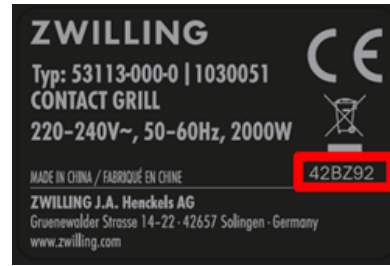 ZWILLING
Typ: 53113-000-0 | 1030051
CONTACT GRILL
220-240V~, 50-60Hz, 2000W
CE
MADE IN CHINA / FABRIQUÉ EN CHINE
42BZ92
ZWILLING J.A. Henckels AG
Gruenewalder Strasse 14-22 · 42657 Solingen · Germany
www.zwilling.com